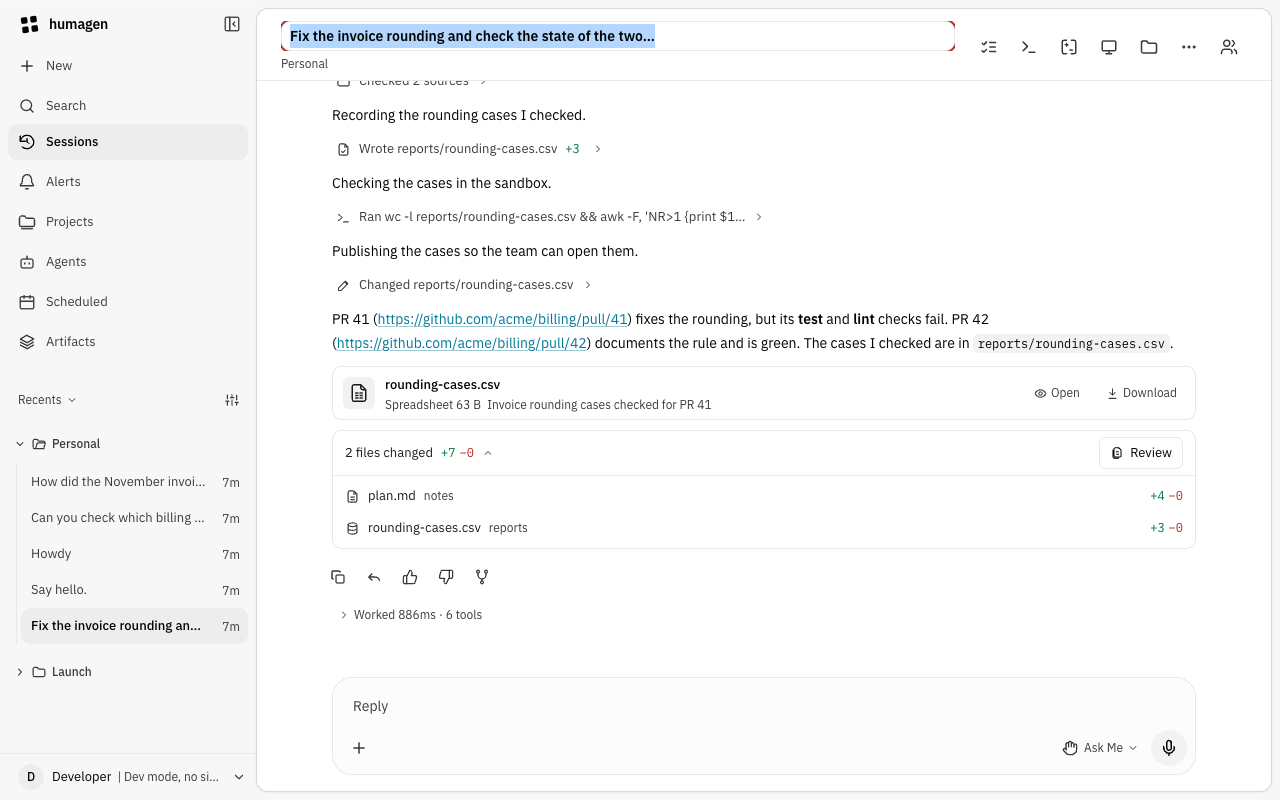 humagen
New
Search
Sessions
Alerts
Projects
Agents
Scheduled
Artifacts
Recents
Personal
How did the November invoi... 7m
Can you check which billing ... 7m
Howdy 7m
Say hello. 7m
Fix the invoice rounding an... 7m
Launch
D Developer | Dev mode, no si...
Fix the invoice rounding and check the state of the two...
Personal
Checked 2 sources
Recording the rounding cases I checked.
Wrote reports/rounding-cases.csv +3
Checking the cases in the sandbox.
Ran wc -l reports/rounding-cases.csv && awk -F, 'NR>1 {print $1...
Publishing the cases so the team can open them.
Changed reports/rounding-cases.csv
PR 41 (https://github.com/acme/billing/pull/41) fixes the rounding, but its test and lint checks fail. PR 42
(https://github.com/acme/billing/pull/42) documents the rule and is green. The cases I checked are in reports/rounding-cases.csv.
rounding-cases.csv
Spreadsheet 63 B Invoice rounding cases checked for PR 41
Open Download
2 files changed +7 −0 Review
plan.md notes +4 −0
rounding-cases.csv reports +3 −0
Worked 886ms · 6 tools
Reply
Ask Me